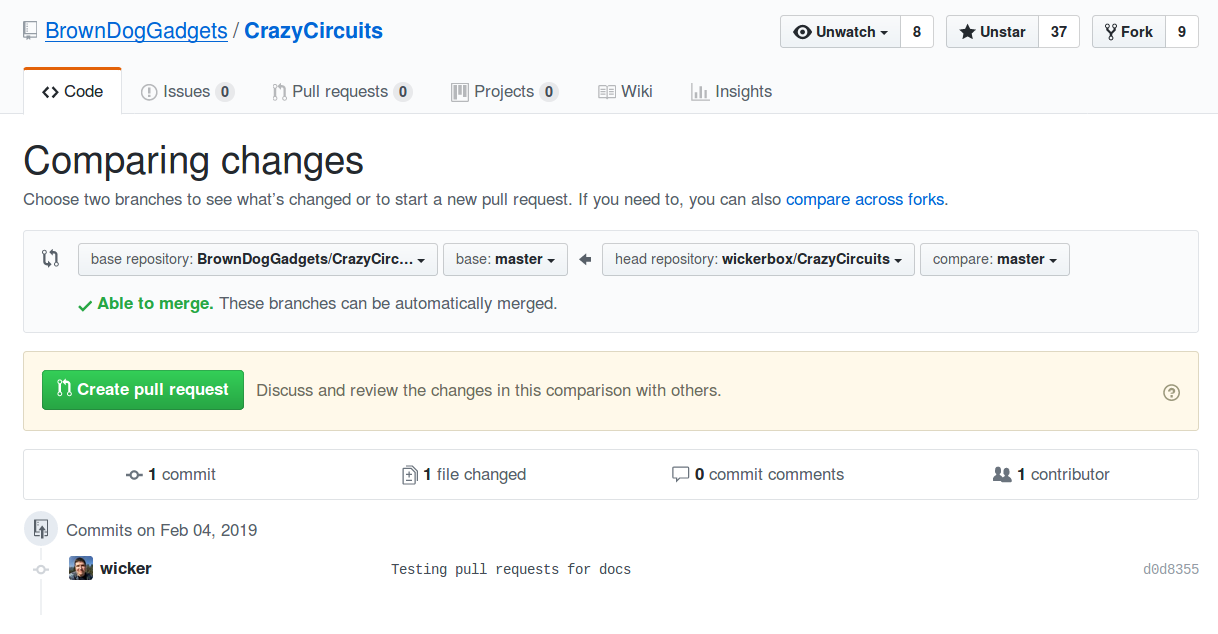 BrownDogGadgets / CrazyCircuits Unwatch 8 Unstar 37 Fork 9
Code Issues 0 Pull requests 0 Projects 0 Wiki Insights
Comparing changes
Choose two branches to see what's changed or to start a new pull request. If you need to, you can also compare across forks.
base repository: BrownDogGadgets/CrazyCirc... base: master head repository: wickerbox/CrazyCircuits compare: master
Able to merge. These branches can be automatically merged.
Create pull request Discuss and review the changes in this comparison with others.
1 commit 1 file changed 0 commit comments 1 contributor
Commits on Feb 04, 2019
wicker Testing pull requests for docs d0d8355